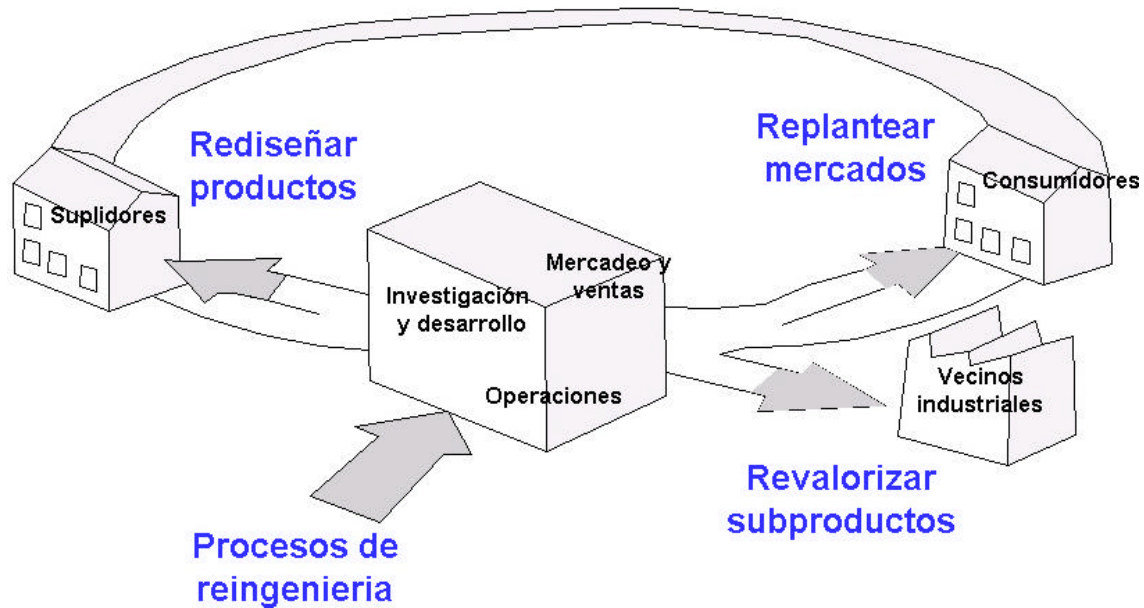 Rediseñar
productos
Replantear
mercados
Suplidores
Consumidores
Mercadeo y
ventas
Investigación
y desarrollo
Operaciones
Vecinos
industriales
Revalorizar
subproductos
Procesos de
reingenieria